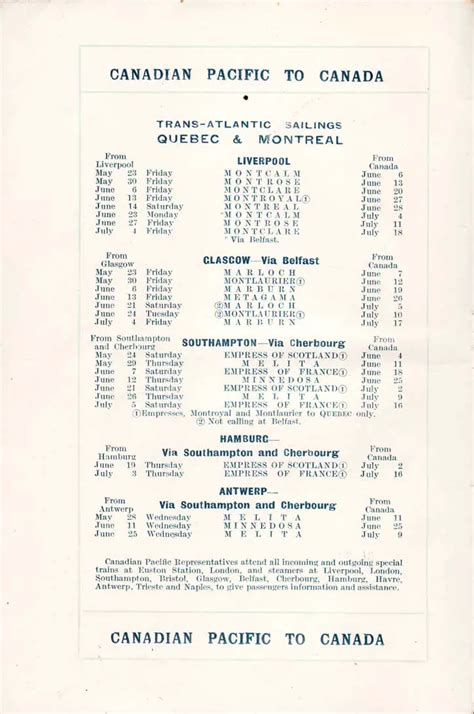 CANADIAN PACIFIC TO CANADA
TRANS-ATLANTIC SAILINGS
QUEBEC & MONTREAL
From Liverpool LIVERPOOL From Canada
May 23 Friday MONTCALM June 6
May 30 Friday MONTROSE June 13
June 6 Friday MONTCLARE June 20
June 13 Friday MONTROYAL① June 27
June 14 Saturday MONTREAL June 28
June 23 Monday MONTCALM July 4
June 27 Friday MONTROSE July 11
July 4 Friday MONTCLARE July 18
Via Belfast.
From Glasgow GLASGOW—Via Belfast From Canada
May 23 Friday MARLOCH June 7
May 30 Friday MONTLAURIER① June 12
June 6 Friday MARBURN June 19
June 13 Friday METAGAMA June 26
June 21 Saturday ②MARLOCH July 5
June 24 Tuesday ②MONTLAURIER① July 10
July 4 Friday MARBURN July 17
From Southampton and Cherbourg SOUTHAMPTON—Via Cherbourg From Canada
May 24 Saturday EMPRESS OF SCOTLAND① June 4
May 29 Thursday MELITA June 11
June 7 Saturday EMPRESS OF FRANCE① June 18
June 12 Thursday MINNEDOSA June 25
June 21 Saturday EMPRESS OF SCOTLAND① July 2
June 26 Thursday MELITA July 9
July 5 Saturday EMPRESS OF FRANCE① July 16
①Empresses, Montroyal and Montlaurier to QUEBEC only.
② Not calling at Belfast.
HAMBURG—
From Hamburg Via Southampton and Cherbourg From Canada
June 19 Thursday EMPRESS OF SCOTLAND① July 2
July 3 Thursday EMPRESS OF FRANCE① July 16
ANTWERP—
From Antwerp Via Southampton and Cherbourg From Canada
May 28 Wednesday MELITA June 11
June 11 Wednesday MINNEDOSA June 25
June 25 Wednesday MELITA July 9
Canadian Pacific Representatives attend all incoming and outgoing special
trains at Euston Station, London, and steamers at Liverpool, London,
Southampton, Bristol, Glasgow, Belfast, Cherbourg, Hamburg, Havre,
Antwerp, Trieste and Naples, to give passengers information and assistance.
CANADIAN PACIFIC TO CANADA